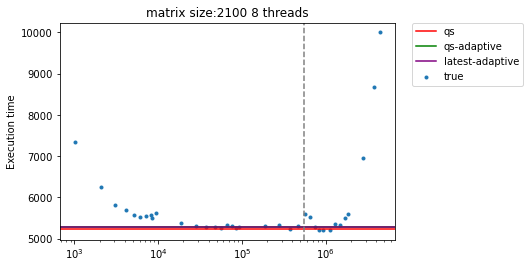 matrix size:2100 8 threads
Execution time
10000
9000
8000
7000
6000
5000
10³
10⁴
10⁵
10⁶
qs
qs-adaptive
latest-adaptive
true